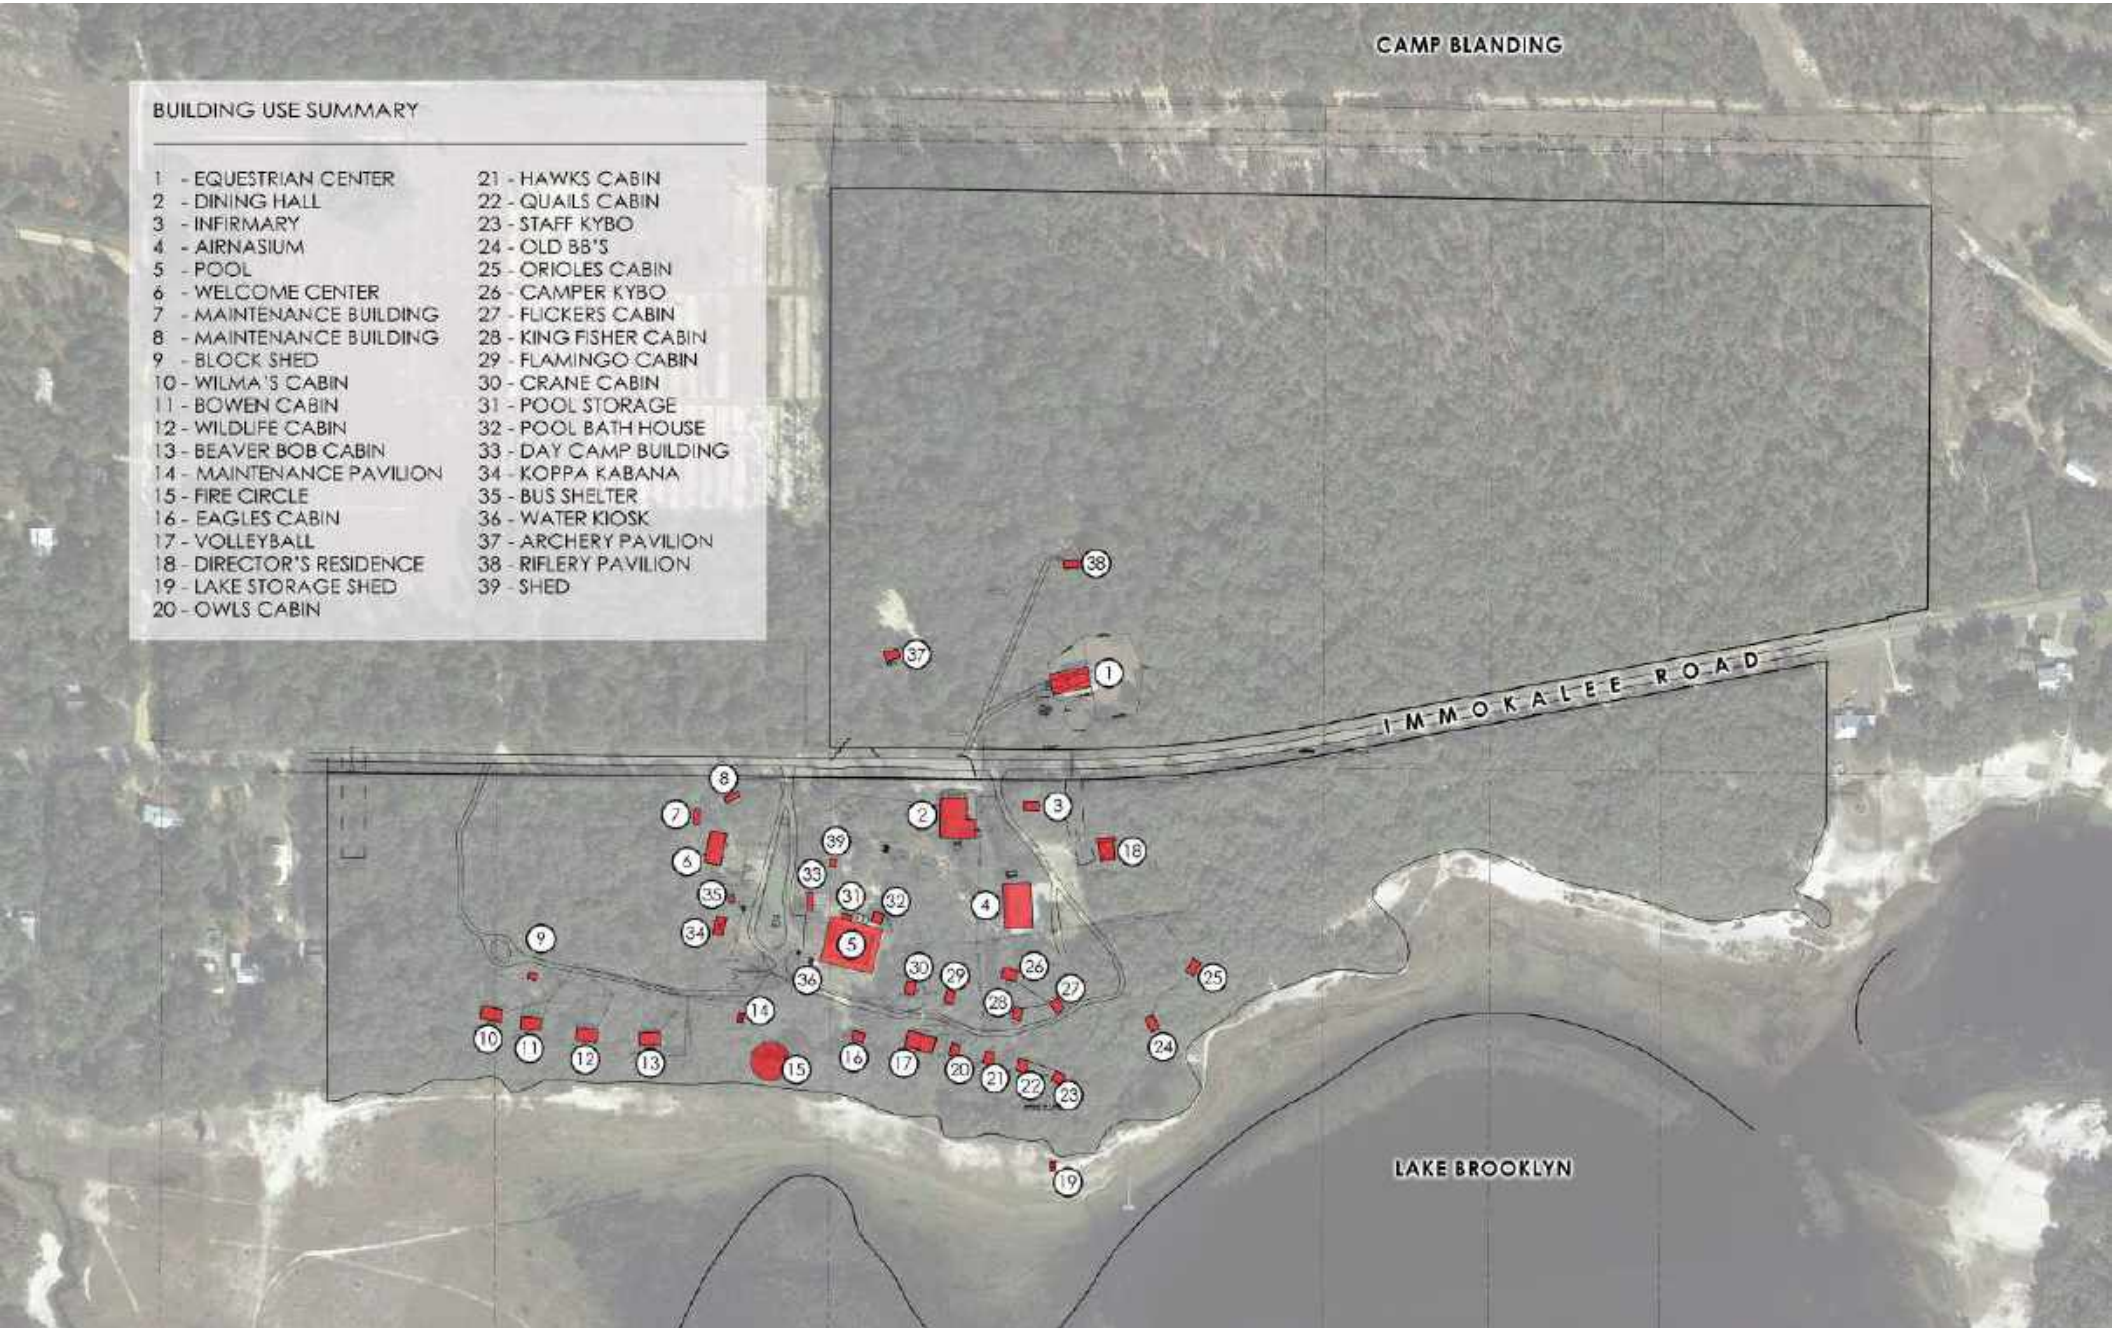 CAMP BLANDING
BUILDING USE SUMMARY
1 - EQUESTRIAN CENTER
2 - DINING HALL
3 - INFIRMARY
4 - AIRNASIUM
5 - POOL
6 - WELCOME CENTER
7 - MAINTENANCE BUILDING
8 - MAINTENANCE BUILDING
9 - BLOCK SHED
10 - WILMA'S CABIN
11 - BOWEN CABIN
12 - WILDLIFE CABIN
13 - BEAVER BOB CABIN
14 - MAINTENANCE PAVILION
15 - FIRE CIRCLE
16 - EAGLES CABIN
17 - VOLLEYBALL
18 - DIRECTOR'S RESIDENCE
19 - LAKE STORAGE SHED
20 - OWLS CABIN
21 - HAWKS CABIN
22 - QUAILS CABIN
23 - STAFF KYBO
24 - OLD BB'S
25 - ORIOLES CABIN
26 - CAMPER KYBO
27 - FLICKERS CABIN
28 - KING FISHER CABIN
29 - FLAMINGO CABIN
30 - CRANE CABIN
31 - POOL STORAGE
32 - POOL BATH HOUSE
33 - DAY CAMP BUILDING
34 - KOPPA KABANA
35 - BUS SHELTER
36 - WATER KIOSK
37 - ARCHERY PAVILION
38 - RIFLERY PAVILION
39 - SHED
38
37
1
IMMOKALEE ROAD
8
7
2
3
39
6
18
33
35
31
32
4
34
5
9
36
30
29
26
25
28
27
14
10
11
12
13
15
16
17
20
21
22
23
24
19
LAKE BROOKLYN